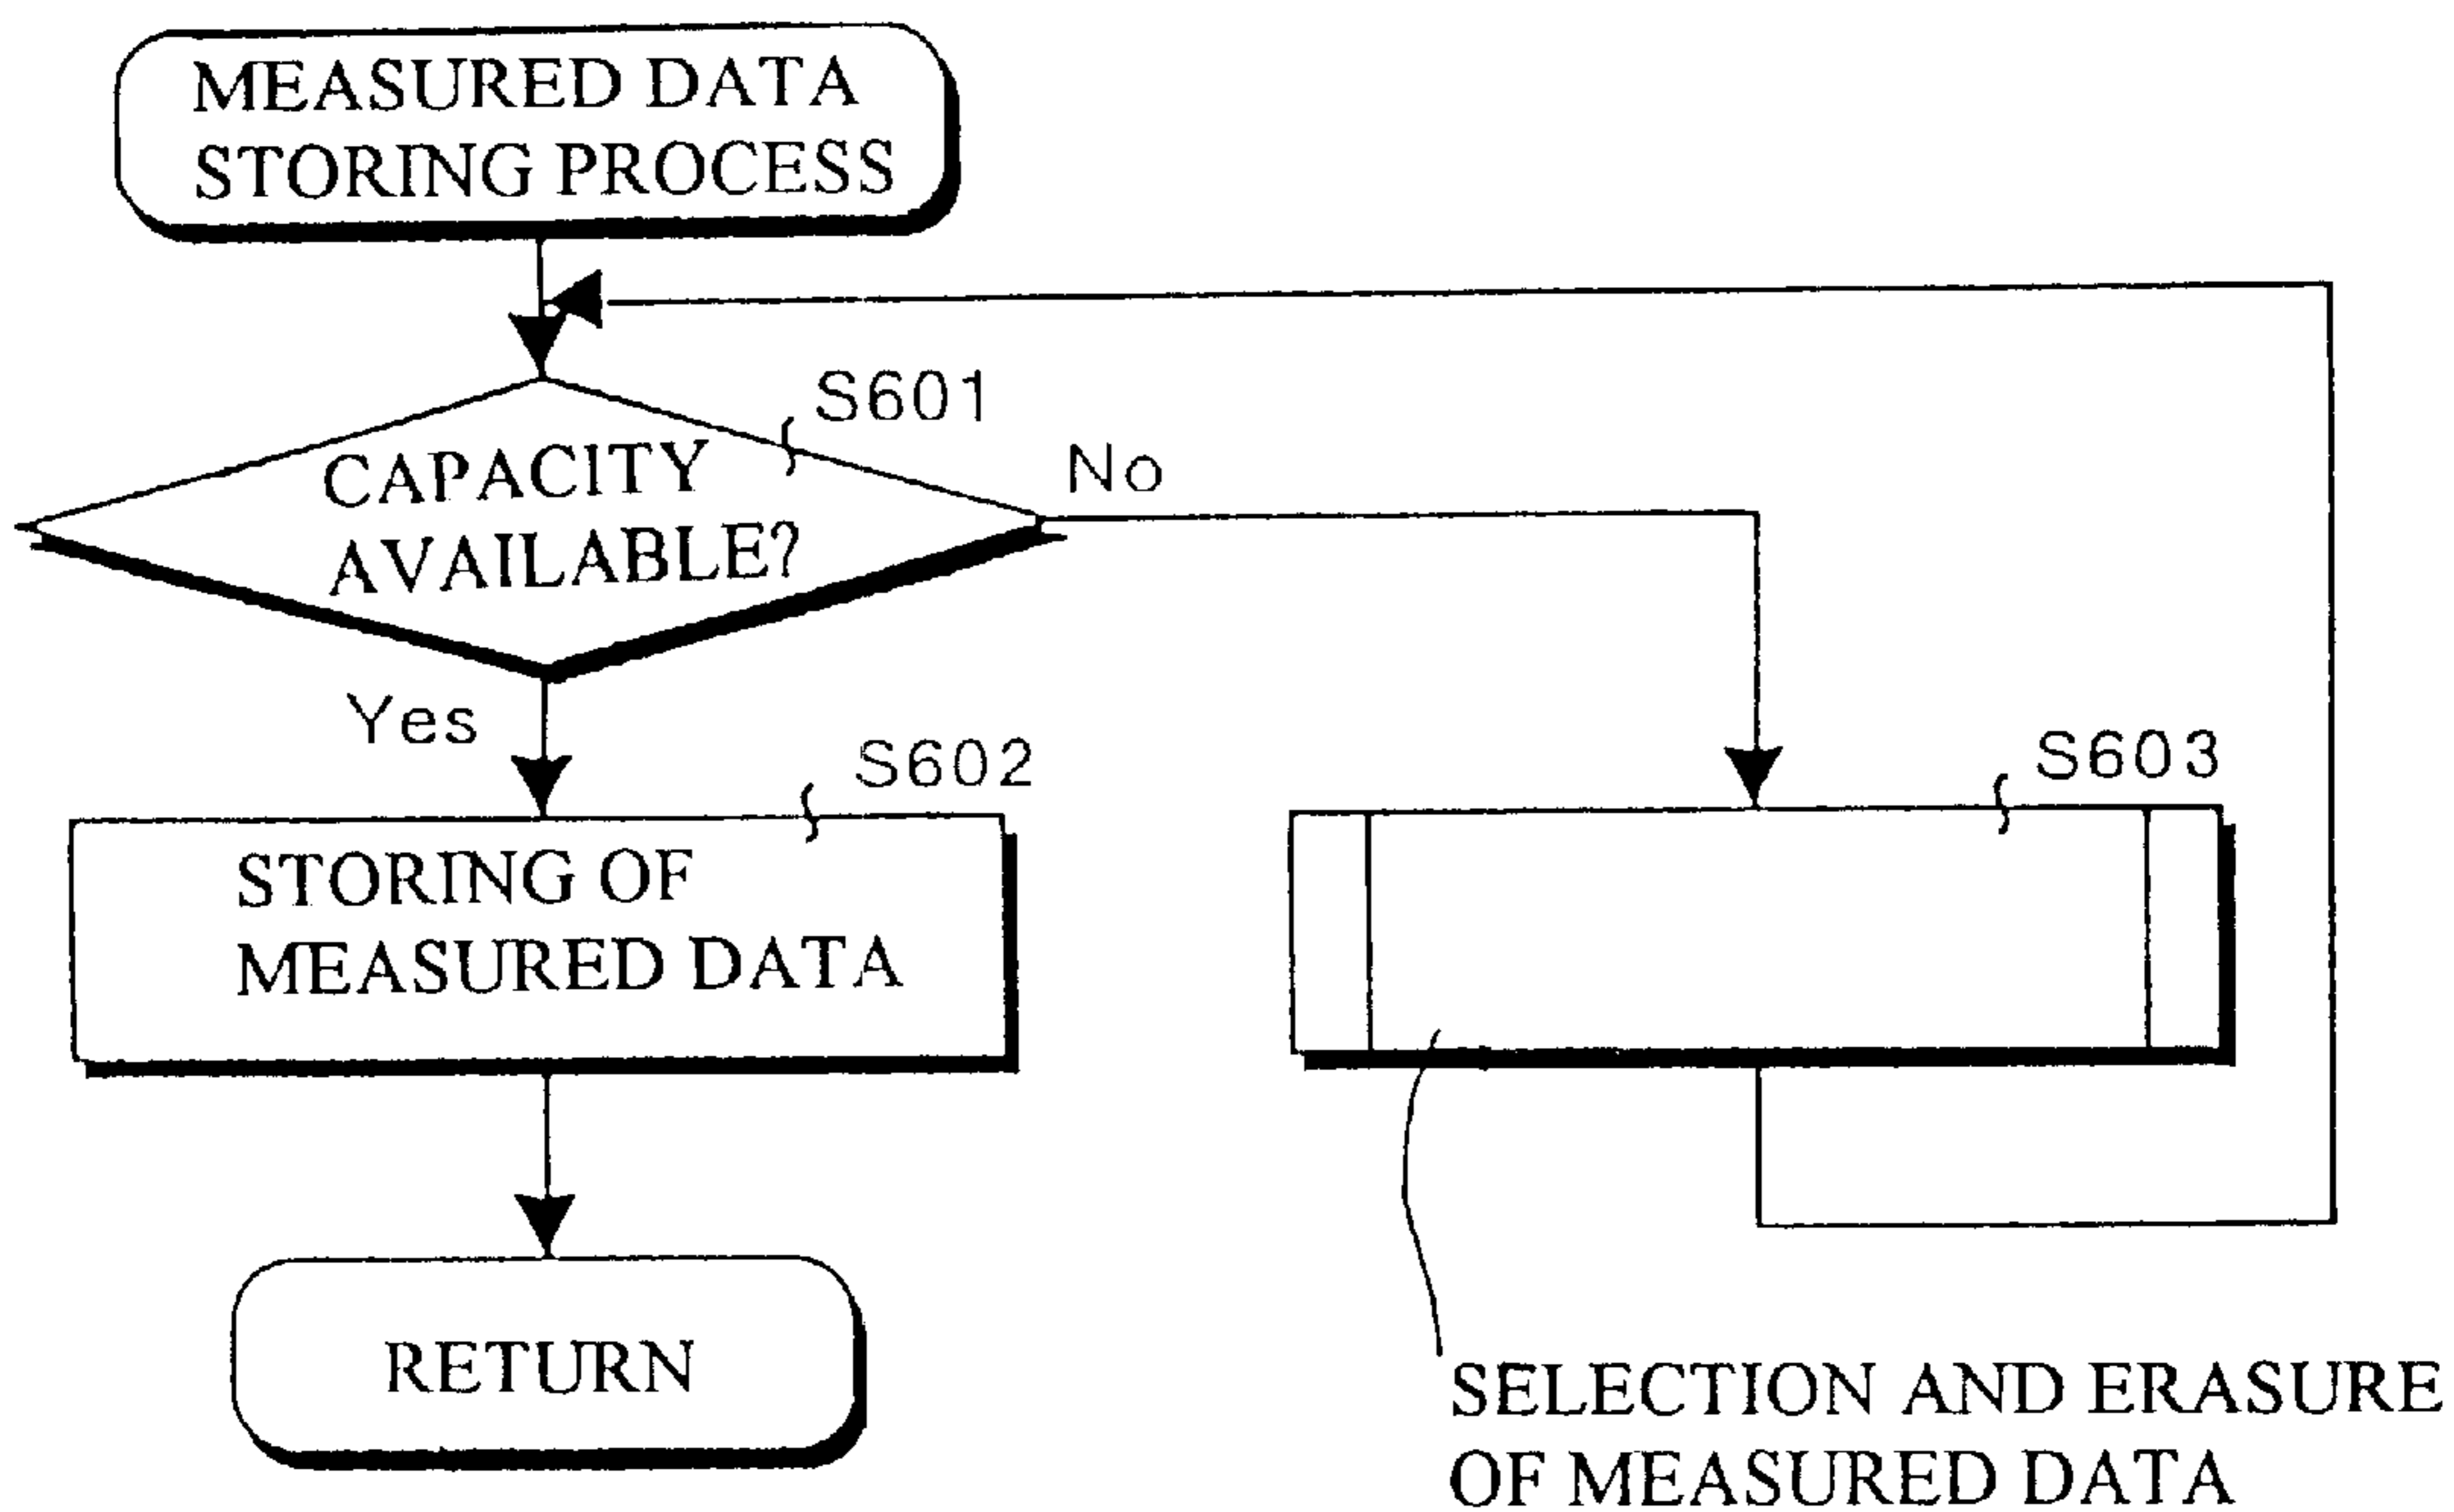 MEASURED DATA
STORING PROCESS
S601
CAPACITY
AVAILABLE?
No
Yes
S602
STORING OF
MEASURED DATA
S603
RETURN
SELECTION AND ERASURE
OF MEASURED DATA